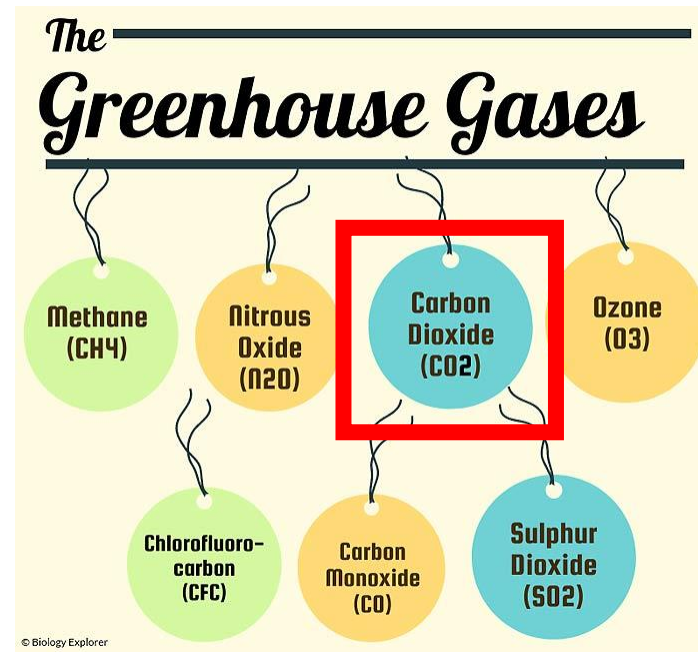 The
Greenhouse Gases
Methane
(CH4)
Nitrous
Oxide
(N2O)
Carbon
Dioxide
(CO2)
Ozone
(O3)
Chlorofluoro-
carbon
(CFC)
Carbon
Monoxide
(CO)
Sulphur
Dioxide
(SO2)
© Biology Explorer